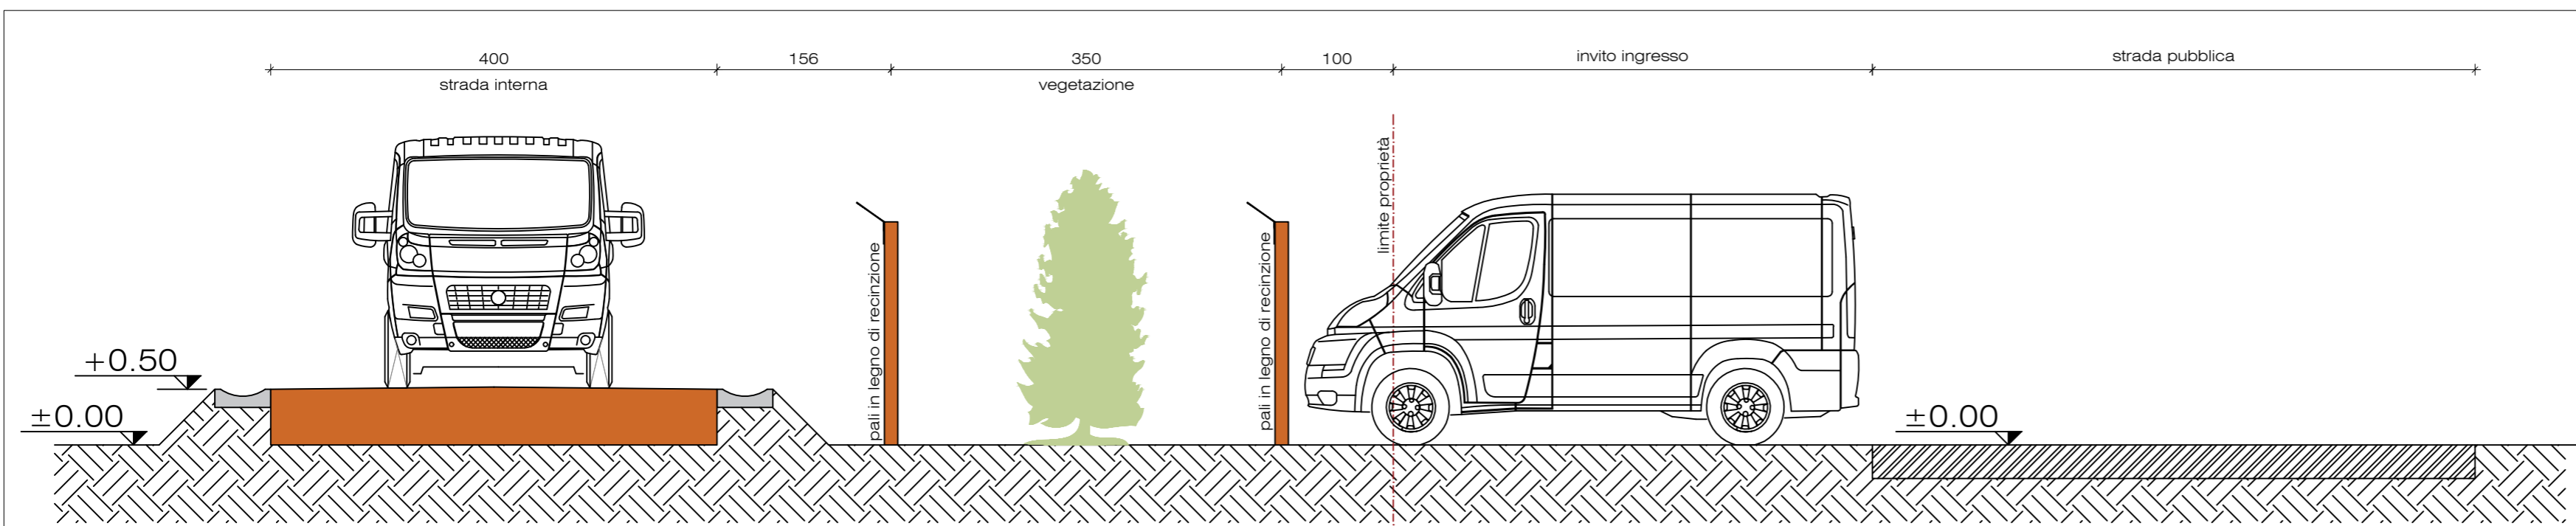 400
156
350
100
invito ingresso
strada pubblica
strada interna
vegetazione
limite proprietà
pali in legno di recinzione
pali in legno di recinzione
+0.50
±0.00
±0.00